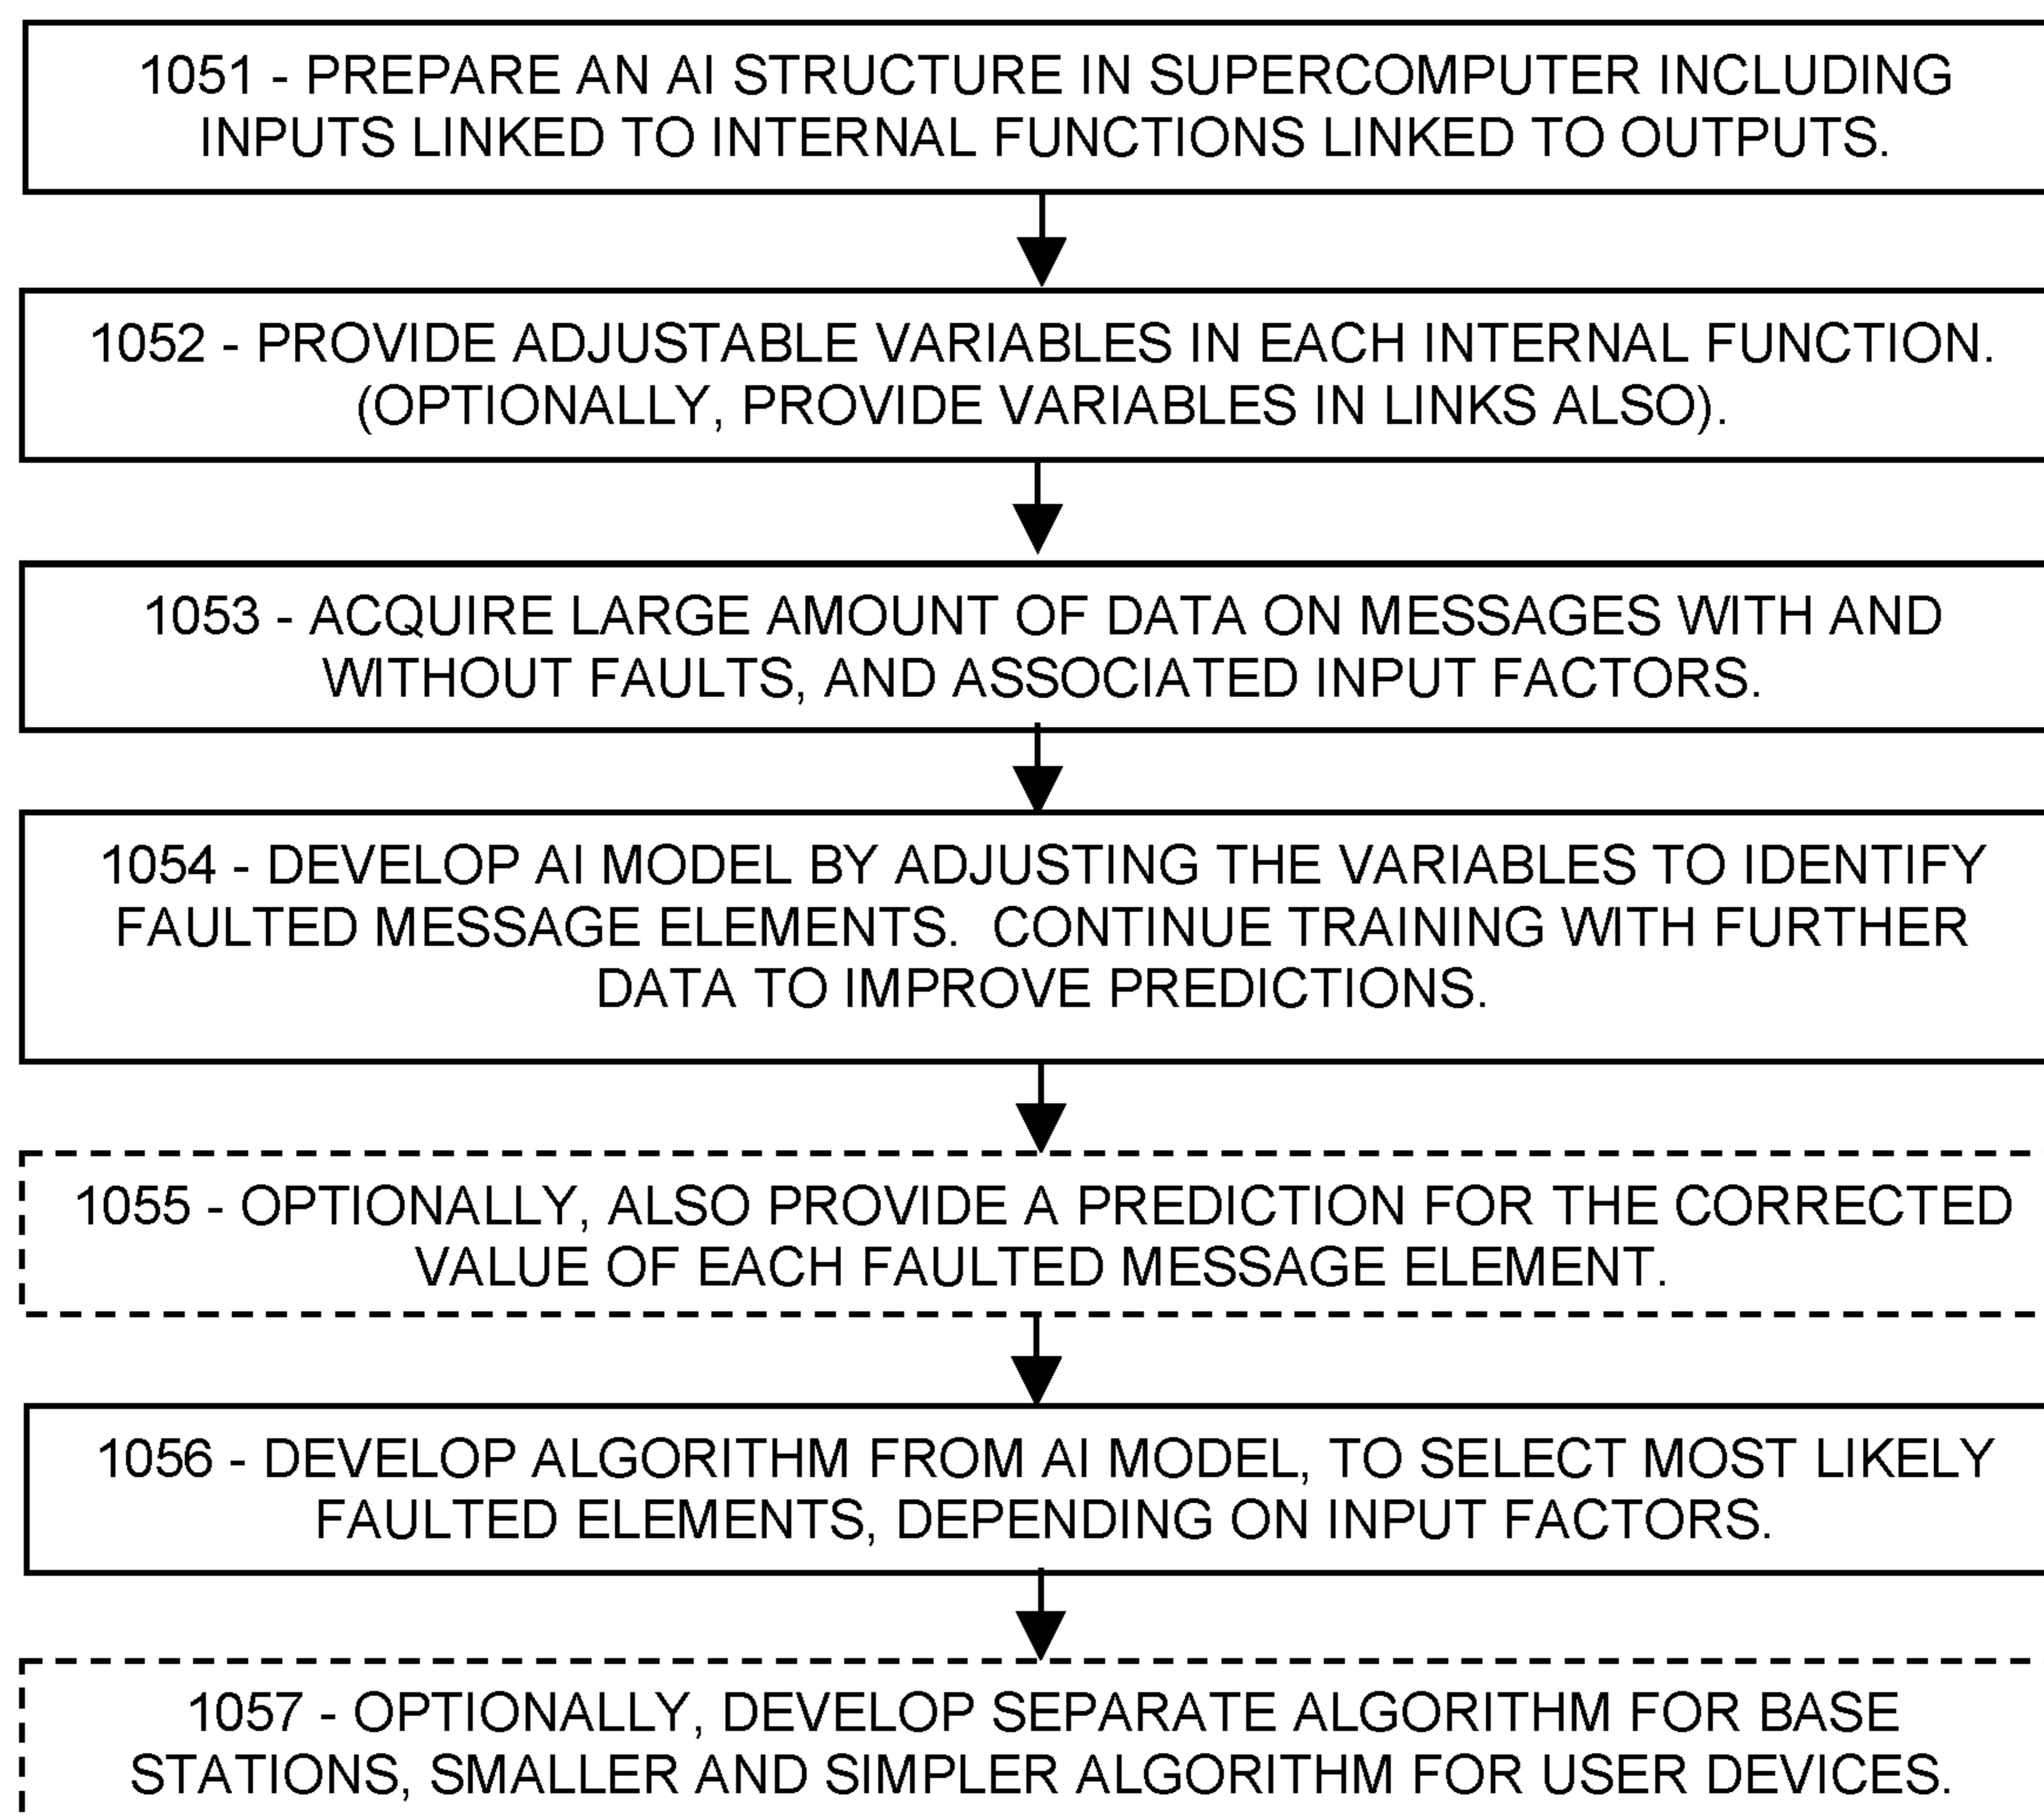 1051 - PREPARE AN AI STRUCTURE IN SUPERCOMPUTER INCLUDING
INPUTS LINKED TO INTERNAL FUNCTIONS LINKED TO OUTPUTS.
1052 - PROVIDE ADJUSTABLE VARIABLES IN EACH INTERNAL FUNCTION.
(OPTIONALLY, PROVIDE VARIABLES IN LINKS ALSO).
1053 - ACQUIRE LARGE AMOUNT OF DATA ON MESSAGES WITH AND
WITHOUT FAULTS, AND ASSOCIATED INPUT FACTORS.
1054 - DEVELOP AI MODEL BY ADJUSTING THE VARIABLES TO IDENTIFY
FAULTED MESSAGE ELEMENTS. CONTINUE TRAINING WITH FURTHER
DATA TO IMPROVE PREDICTIONS.
1055 - OPTIONALLY, ALSO PROVIDE A PREDICTION FOR THE CORRECTED
VALUE OF EACH FAULTED MESSAGE ELEMENT.
1056 - DEVELOP ALGORITHM FROM AI MODEL, TO SELECT MOST LIKELY
FAULTED ELEMENTS, DEPENDING ON INPUT FACTORS.
1057 - OPTIONALLY, DEVELOP SEPARATE ALGORITHM FOR BASE
STATIONS, SMALLER AND SIMPLER ALGORITHM FOR USER DEVICES.